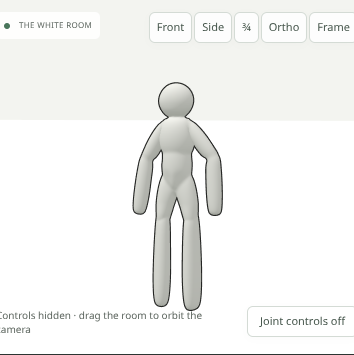 THE WHITE ROOM
Front Side ¾ Ortho Frame
Controls hidden · drag the room to orbit the
camera
Joint controls off